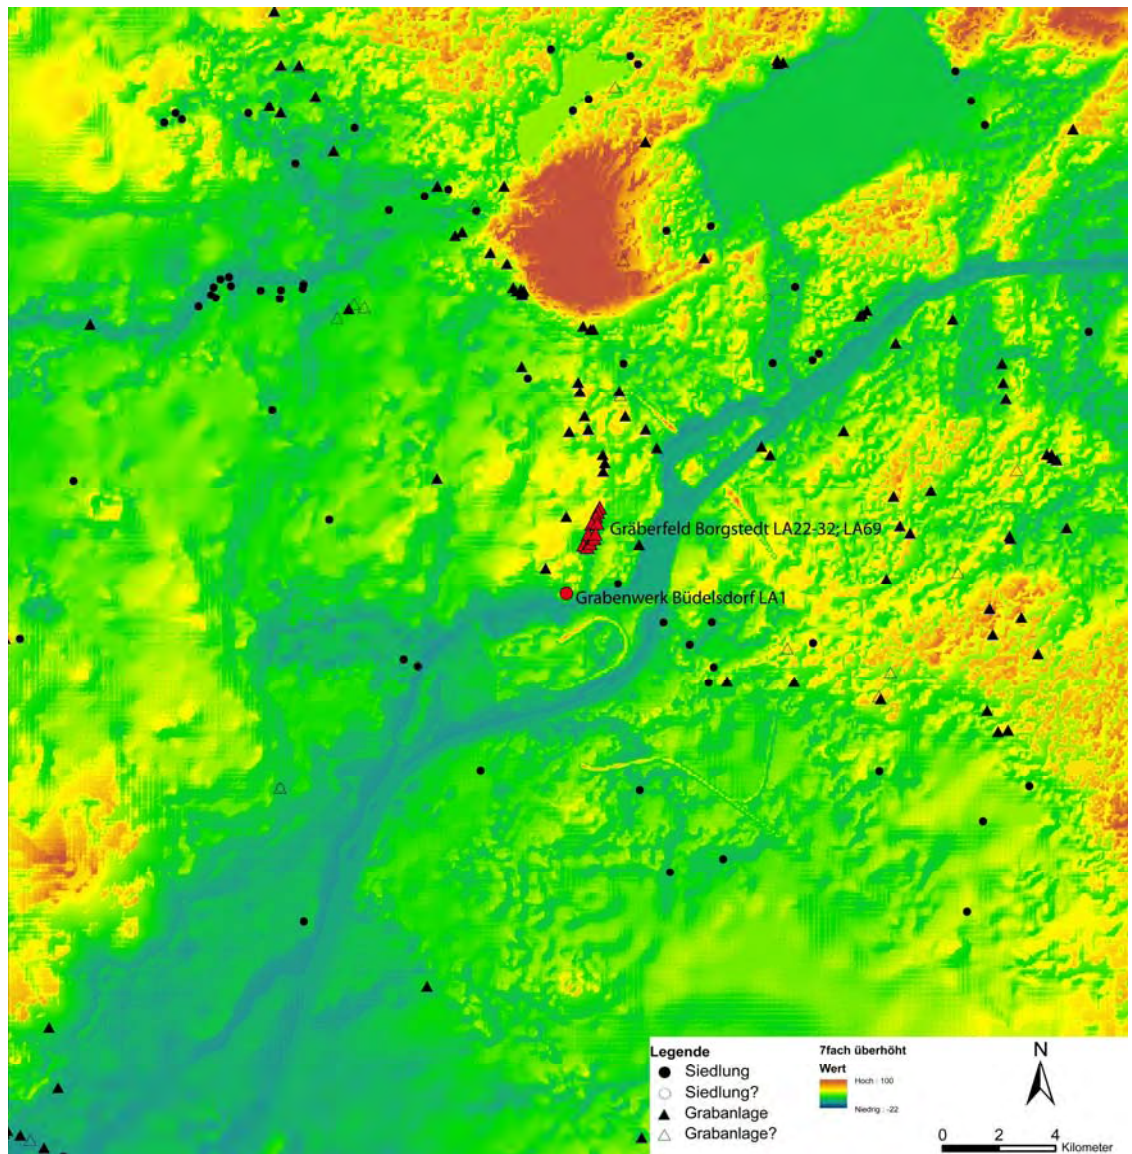 Gräberfeld Borgstedt LA22-32; LA69
Grabenwerk Büdelsdorf LA1
Legende
Siedlung
Siedlung?
Grabanlage
Grabanlage?
7fach überhöht
Wert
Hoch : 100
Niedrig : -22
N
0 2 4
Kilometer